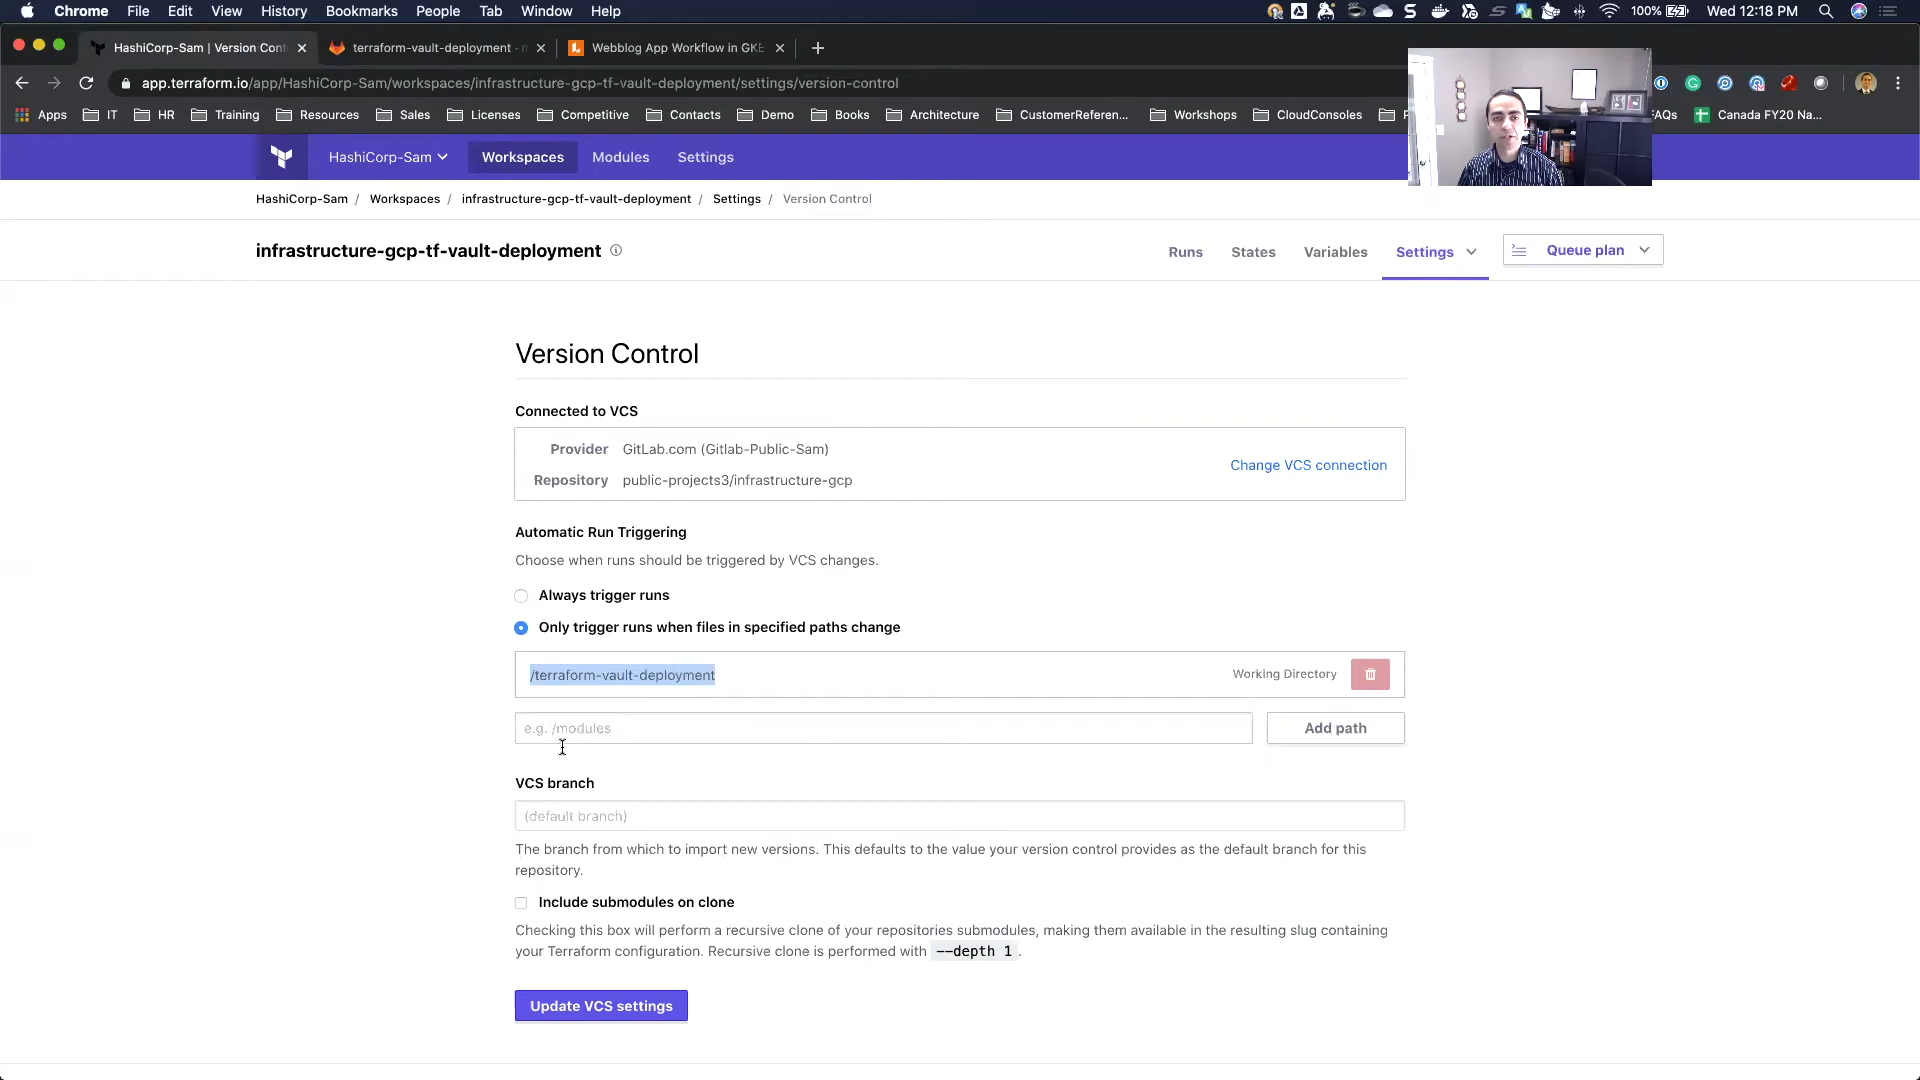 Chrome File Edit View History Bookmarks People Tab Window Help 100% Wed 12:18 PM
HashiCorp-Sam | Version Cont terraform-vault-deployment · m Webblog App Workflow in GKE
app.terraform.io/app/HashiCorp-Sam/workspaces/infrastructure-gcp-tf-vault-deployment/settings/version-control
Apps IT HR Training Resources Sales Licenses Competitive Contacts Demo Books Architecture CustomerReferen... Workshops CloudConsoles FAQs Canada FY20 Na...
HashiCorp-Sam Workspaces Modules Settings
HashiCorp-Sam / Workspaces / infrastructure-gcp-tf-vault-deployment / Settings / Version Control
infrastructure-gcp-tf-vault-deployment Runs States Variables Settings Queue plan
Version Control
Connected to VCS
Provider GitLab.com (Gitlab-Public-Sam)
Change VCS connection
Repository public-projects3/infrastructure-gcp
Automatic Run Triggering
Choose when runs should be triggered by VCS changes.
Always trigger runs
Only trigger runs when files in specified paths change
/terraform-vault-deployment Working Directory
e.g. /modules Add path
VCS branch
(default branch)
The branch from which to import new versions. This defaults to the value your version control provides as the default branch for this
repository.
Include submodules on clone
Checking this box will perform a recursive clone of your repositories submodules, making them available in the resulting slug containing
your Terraform configuration. Recursive clone is performed with --depth 1 .
Update VCS settings